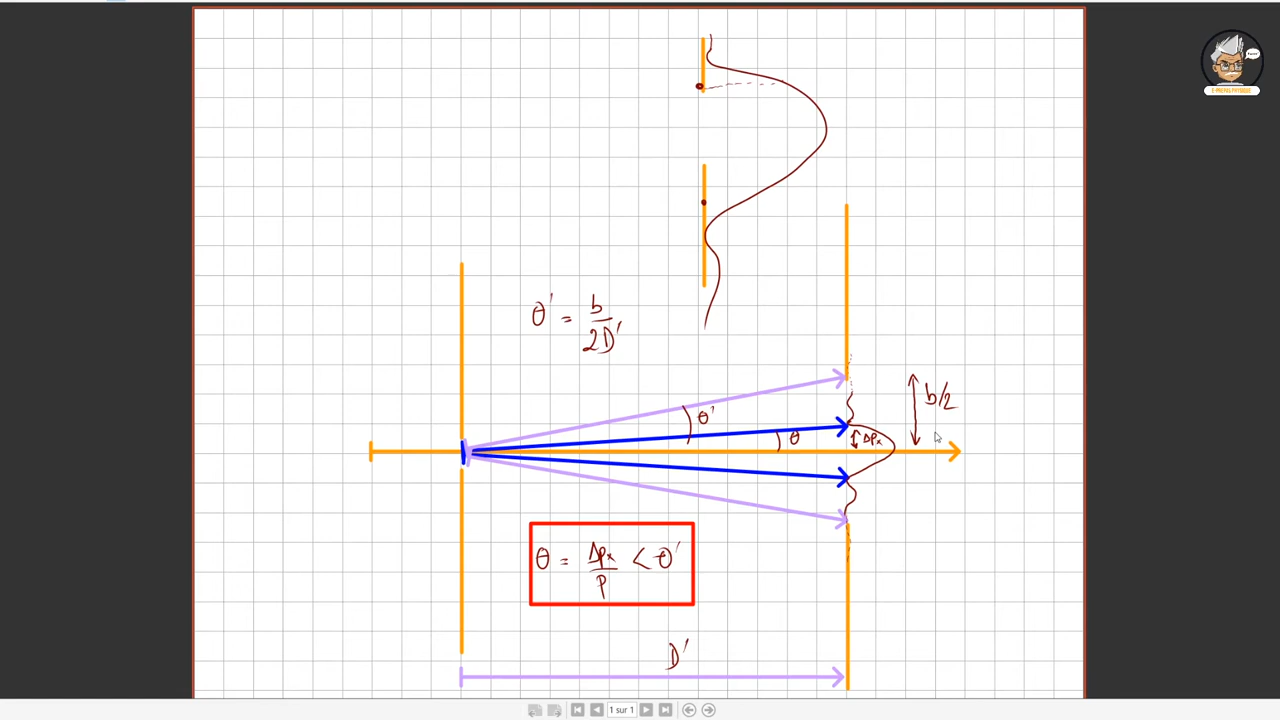 θ' = b / 2D'
b/2
θ'
θ
Δpx
θ = Δpx / p < θ'
D'
1 sur 1